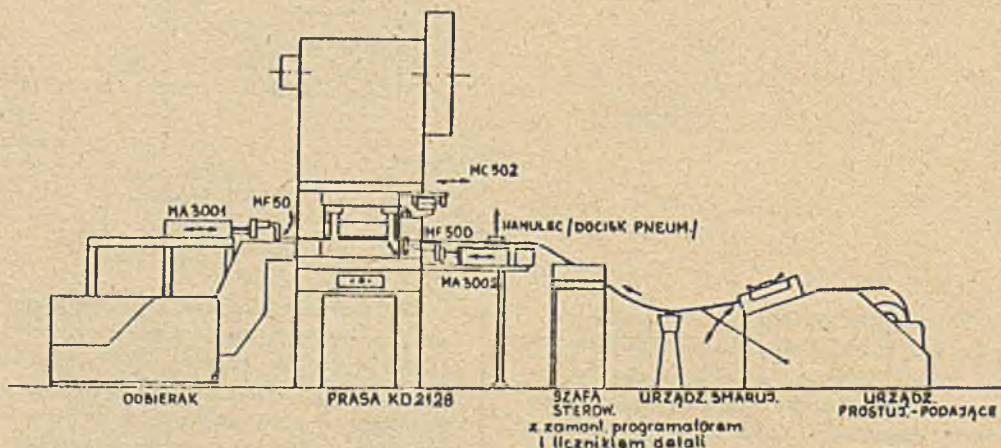 MC 502
MF 50
MA 3001
HAMULEC /DOCISK PNEUM./
MF 500
MA 3002
ODBIERAK
PRASA KD 2128
SZAFA
STEROW.
z zamont. programatorem
i licznikiem detali
URZĄDZ. SMARUJ.
URZĄDZ.
PROSTUJ.-PODAJĄCE